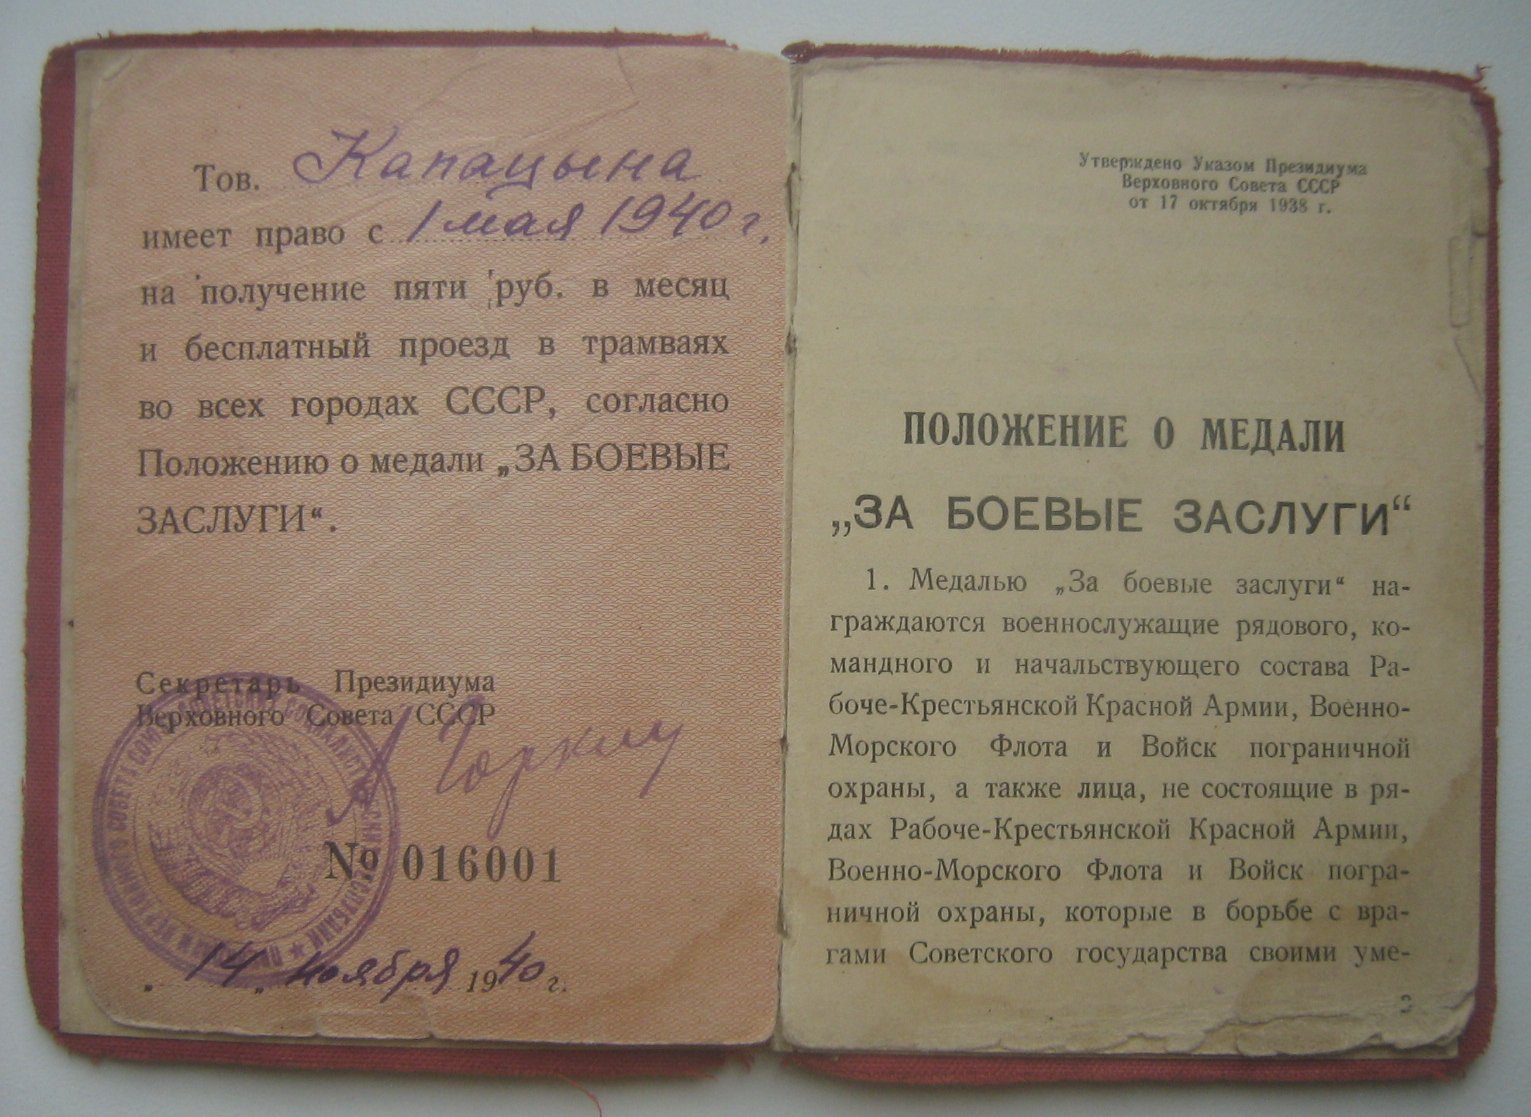 Тов. Капацына
имеет право с 1 мая 1940 г.
на получение пяти руб. в месяц
и бесплатный проезд в трамваях
во всех городах СССР, согласно
Положению о медали „ЗА БОЕВЫЕ
ЗАСЛУГИ“.
Секретарь Президиума
Верховного Совета СССР
А Горкин
№ 016001
„14„ ноября 1940 г.
Утверждено Указом Президиума
Верховного Совета СССР
от 17 октября 1938 г.
ПОЛОЖЕНИЕ О МЕДАЛИ
„ЗА БОЕВЫЕ ЗАСЛУГИ“
1. Медалью „За боевые заслуги“ на-
граждаются военнослужащие рядового, ко-
мандного и начальствующего состава Ра-
боче-Крестьянской Красной Армии, Военно-
Морского Флота и Войск пограничной
охраны, а также лица, не состоящие в ря-
дах Рабоче-Крестьянской Красной Армии,
Военно-Морского Флота и Войск погра-
ничной охраны, которые в борьбе с вра-
гами Советского государства своими уме-
3